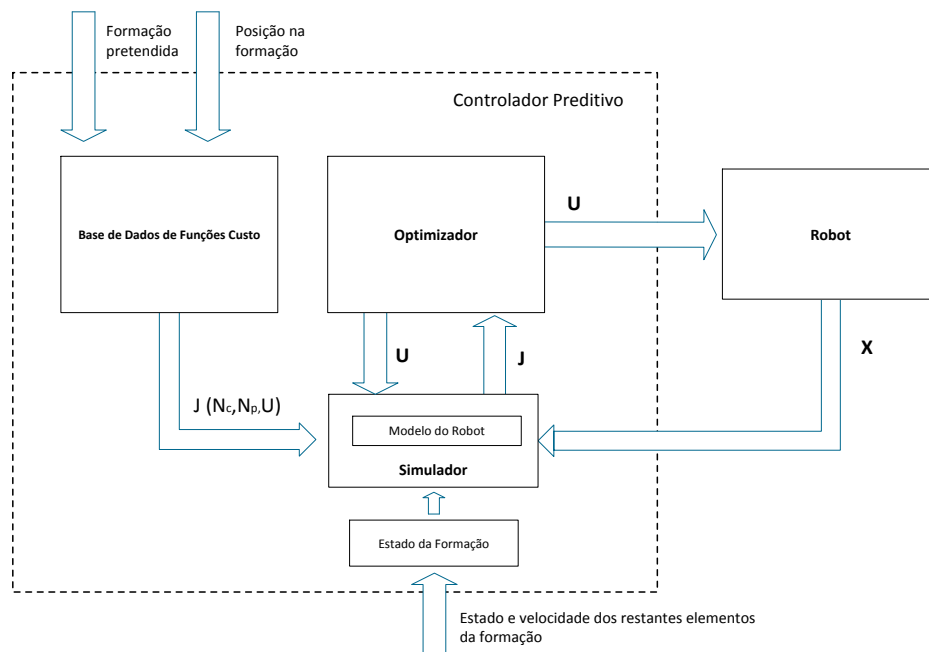 Formação
pretendida
Posição na
formação
Controlador Preditivo
Base de Dados de Funções Custo
Optimizador
U
Robot
U
J
X
J (Nc,Np,U)
Modelo do Robot
Simulador
Estado da Formação
Estado e velocidade dos restantes elementos
da formação